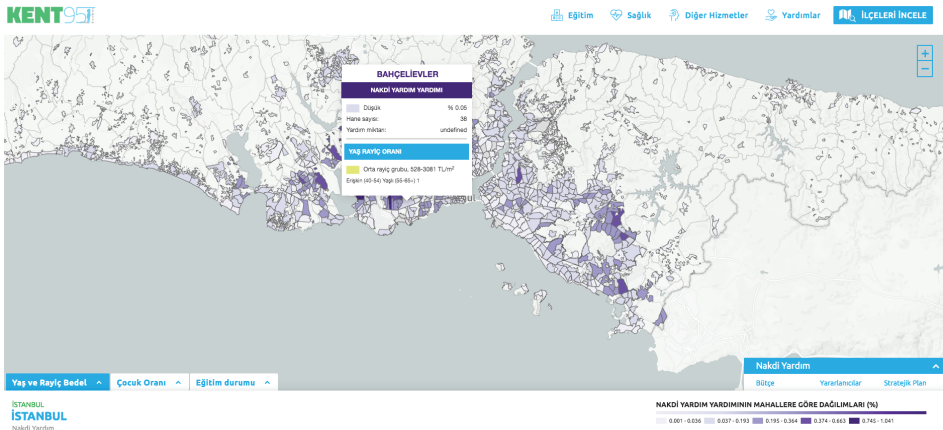 KENT95
Eğitim
Sağlık
Diğer Hizmetler
Yardımlar
İLÇELERİ İNCELE
+
−
BAHÇELİEVLER
NAKDİ YARDIM YARDIMI
Düşük % 0.05
Hane sayısı: 38
Yardım miktarı: undefined
YAŞ RAYİÇ ORANI
Orta rayiç grubu, 528-3081 TL/m²
Erişkin (40-54) Yaşlı (55-65+) 1
Nakdi Yardım
Bütçe Yararlanıcılar Stratejik Plan
Yaş ve Rayiç Bedel
Çocuk Oranı
Eğitim durumu
İSTANBUL
İSTANBUL
Nakdi Yardım
NAKDİ YARDIM YARDIMININ MAHALLERE GÖRE DAĞILIMLARI (%)
0.001 - 0.036 0.037 - 0.193 0.195 - 0.364 0.374 - 0.663 0.745 - 1.041